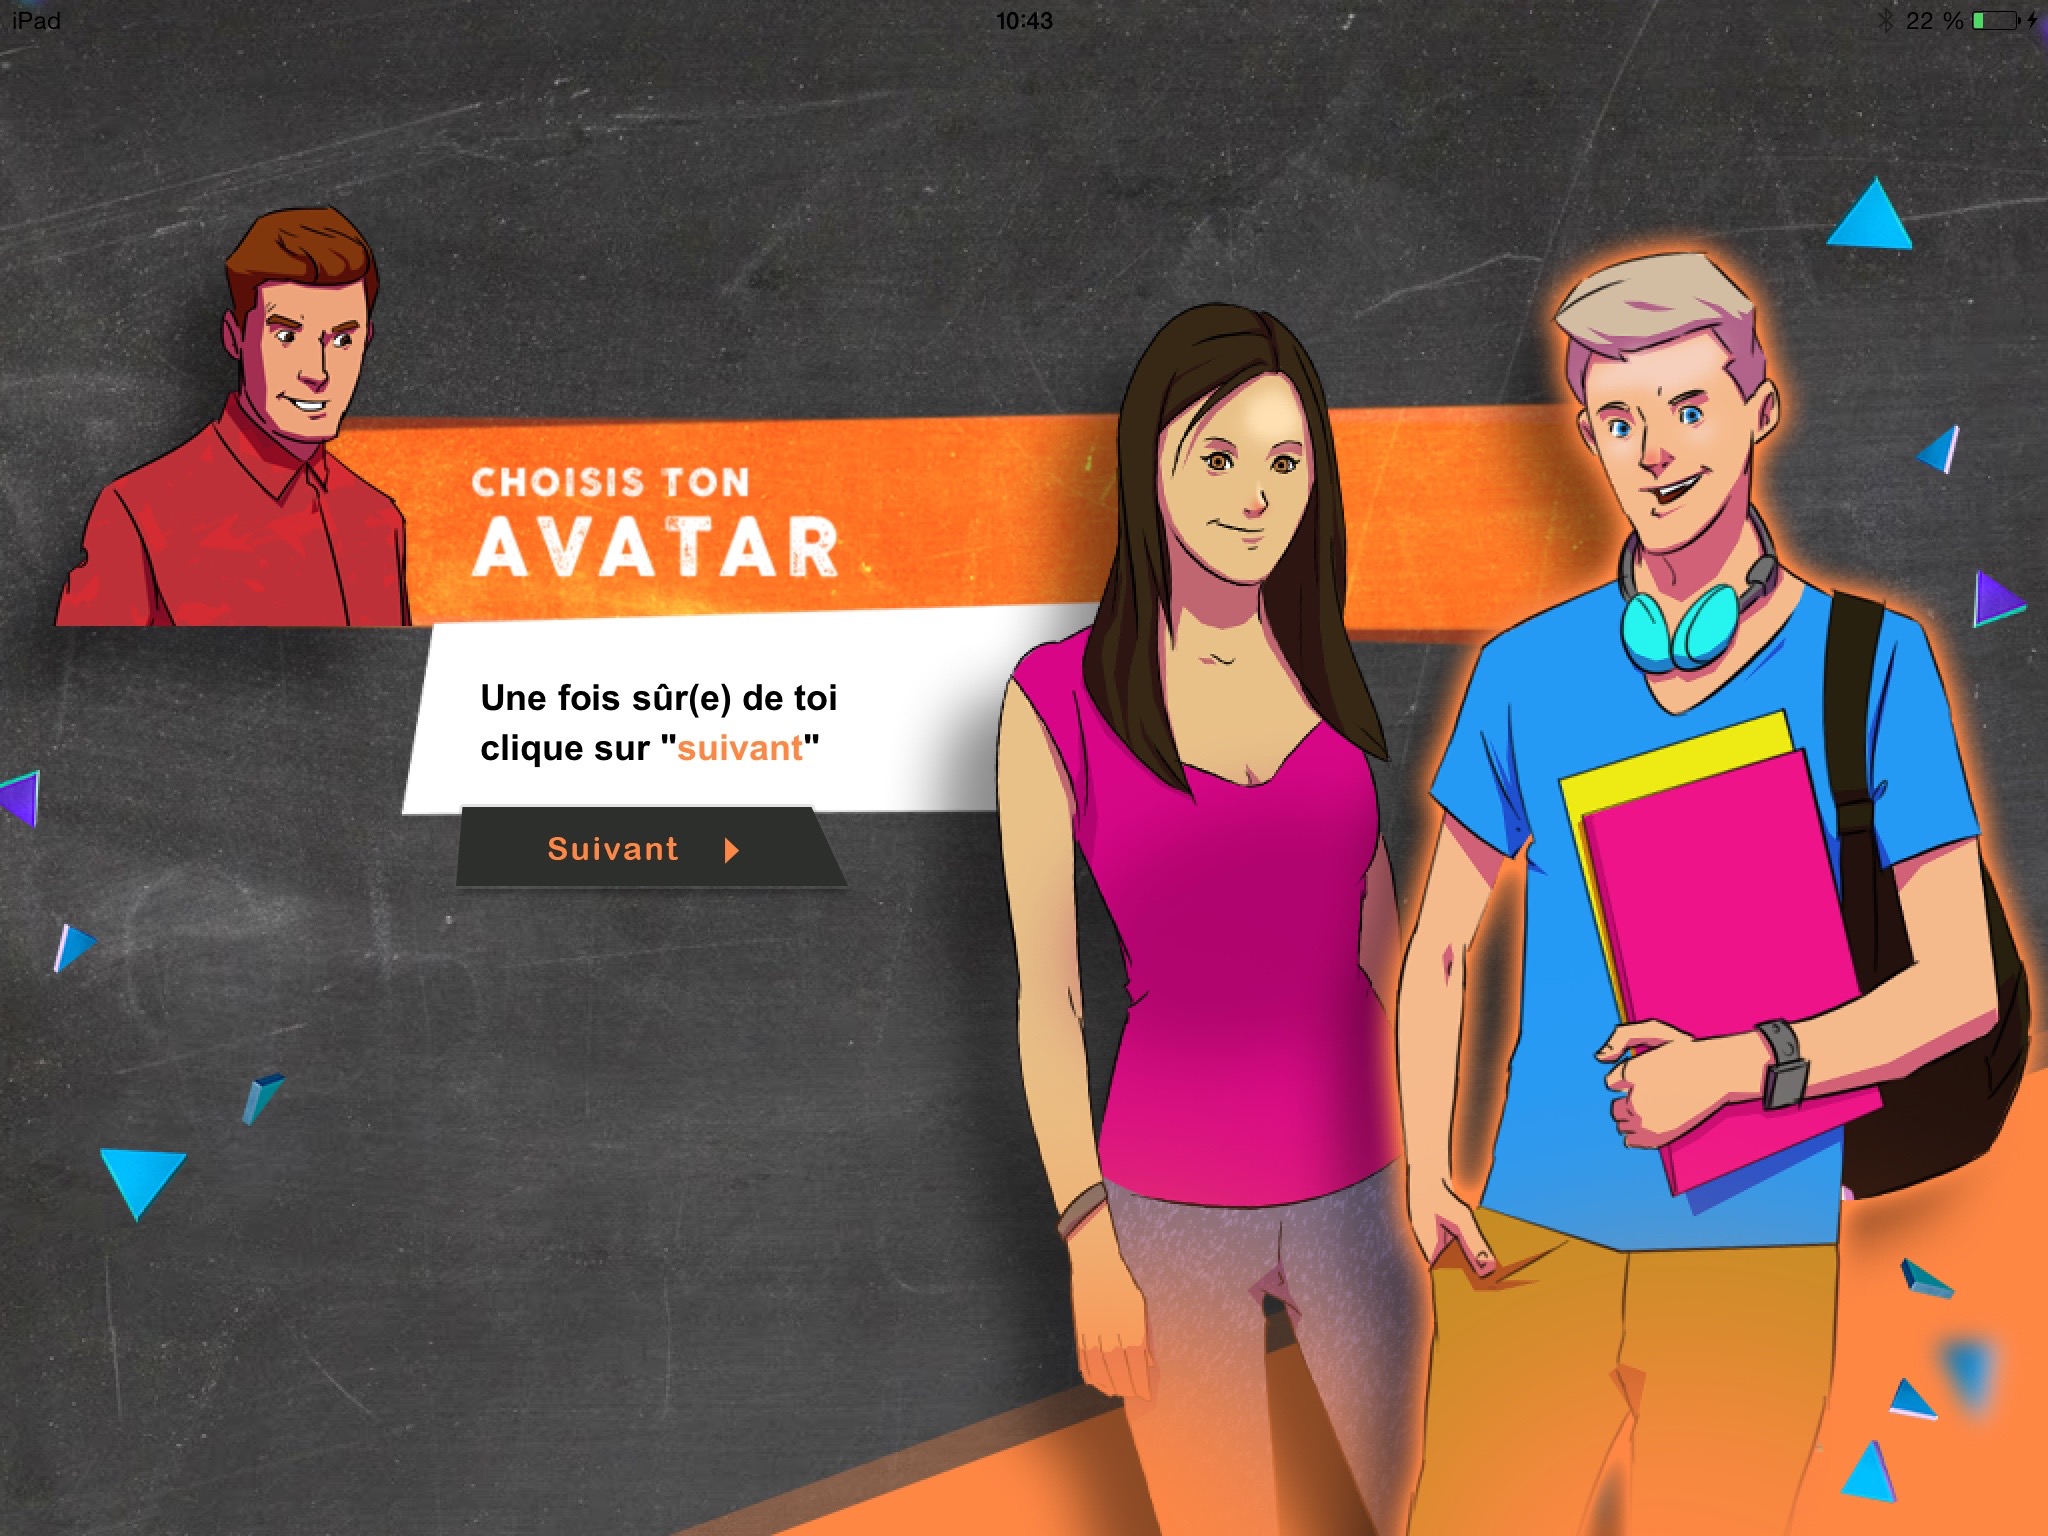 iPad
10:43
22 %
CHOISIS TON
AVATAR
Une fois sûr(e) de toi
clique sur "suivant"
Suivant